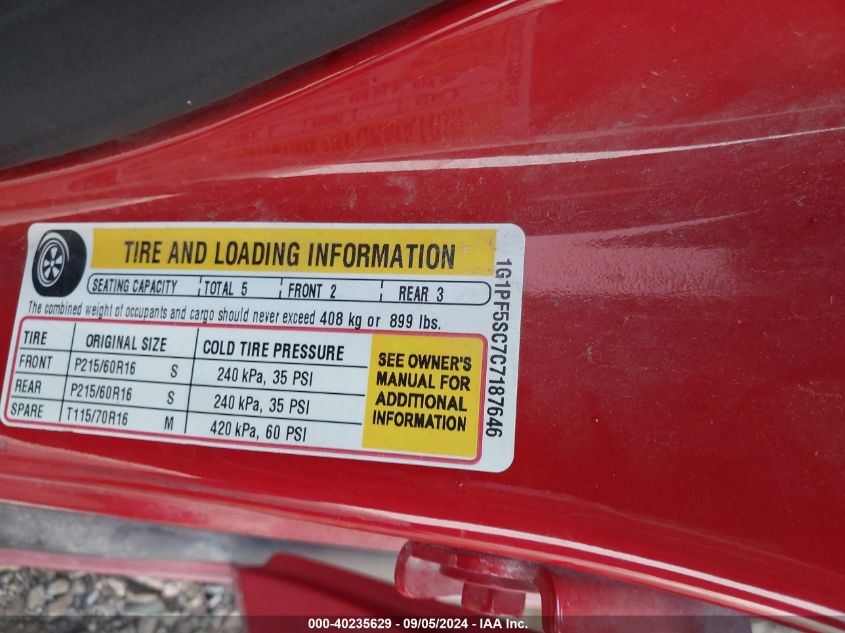 TIRE AND LOADING INFORMATION
SEATING CAPACITY TOTAL 5 FRONT 2 REAR 3
The combined weight of occupants and cargo should never exceed 408 kg or 899 lbs.
TIRE ORIGINAL SIZE COLD TIRE PRESSURE
FRONT P215/60R16 S 240 kPa, 35 PSI
REAR P215/60R16 S 240 kPa, 35 PSI
SPARE T115/70R16 M 420 kPa, 60 PSI
SEE OWNER'S
MANUAL FOR
ADDITIONAL
INFORMATION
1G1PF5SC7C7187646
000-40235629 - 09/05/2024 - IAA Inc.